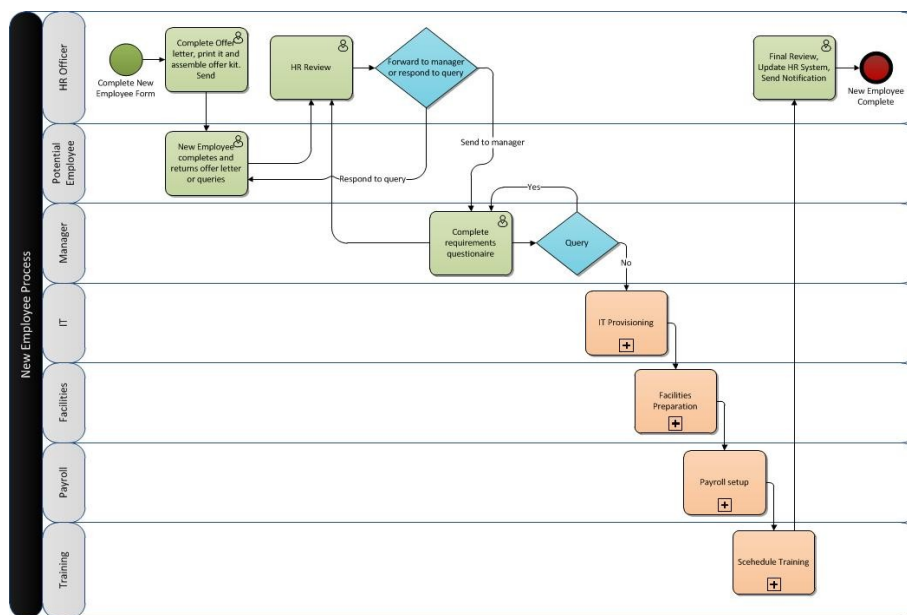 New Employee Process
HR Officer
Complete New
Employee Form
Complete Offer
letter, print it and
assemble offer kit.
Send
HR Review
Forward to manager
or respond to query
Final Review,
Update HR System,
Send Notification
New Employee
Complete
Potential
Employee
New Employee
completes and
returns offer letter
or queries
Respond to query
Send to manager
Manager
Complete
requirements
questionaire
Yes
Query
No
IT
IT Provisioning
Facilities
Facilities
Preparation
Payroll
Payroll setup
Training
Scehedule Training